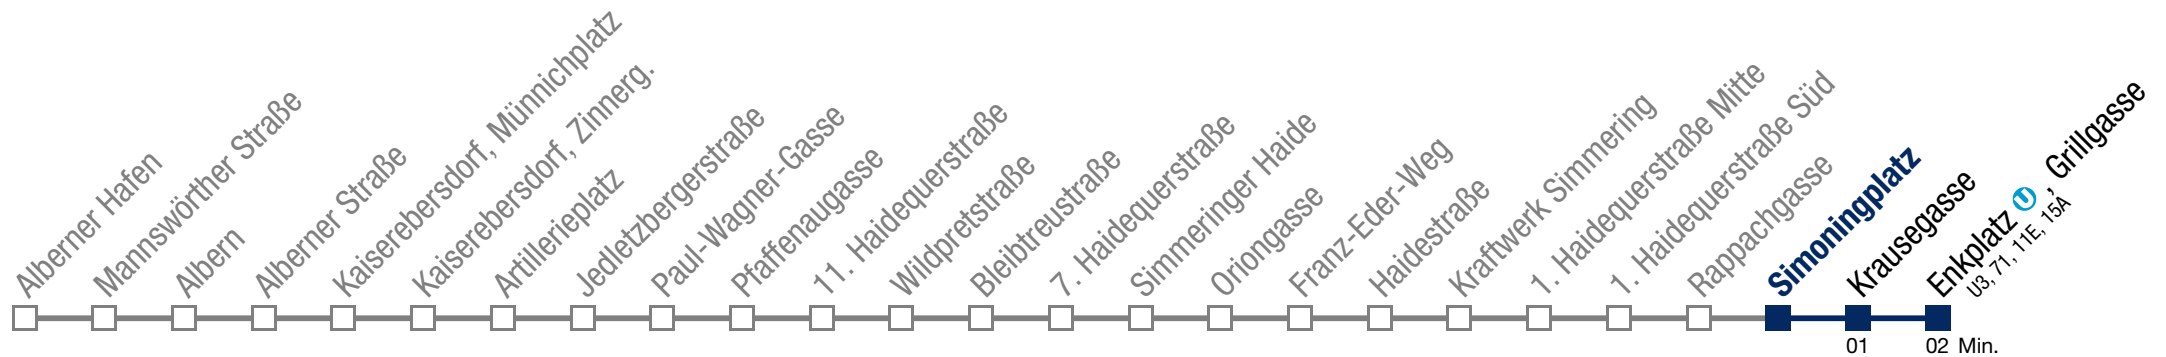 Alberner Hafen
Mannswörther Straße
Albern
Alberner Straße
Kaiserebersdorf, Münnichplatz
Kaiserebersdorf, Zinnerg.
Artillerieplatz
Jedletzbergerstraße
Paul-Wagner-Gasse
Pfaffenaugasse
11. Haidequerstraße
Wildpretstraße
Bleibtreustraße
7. Haidequerstraße
Simmeringer Haide
Oriongasse
Franz-Eder-Weg
Haidestraße
Kraftwerk Simmering
1. Haidequerstraße Mitte
1. Haidequerstraße Süd
Rappachgasse
Simoningplatz
Krausegasse
Enkplatz U, Grillgasse
U3, 71, 11E, 15A
01 02 Min.